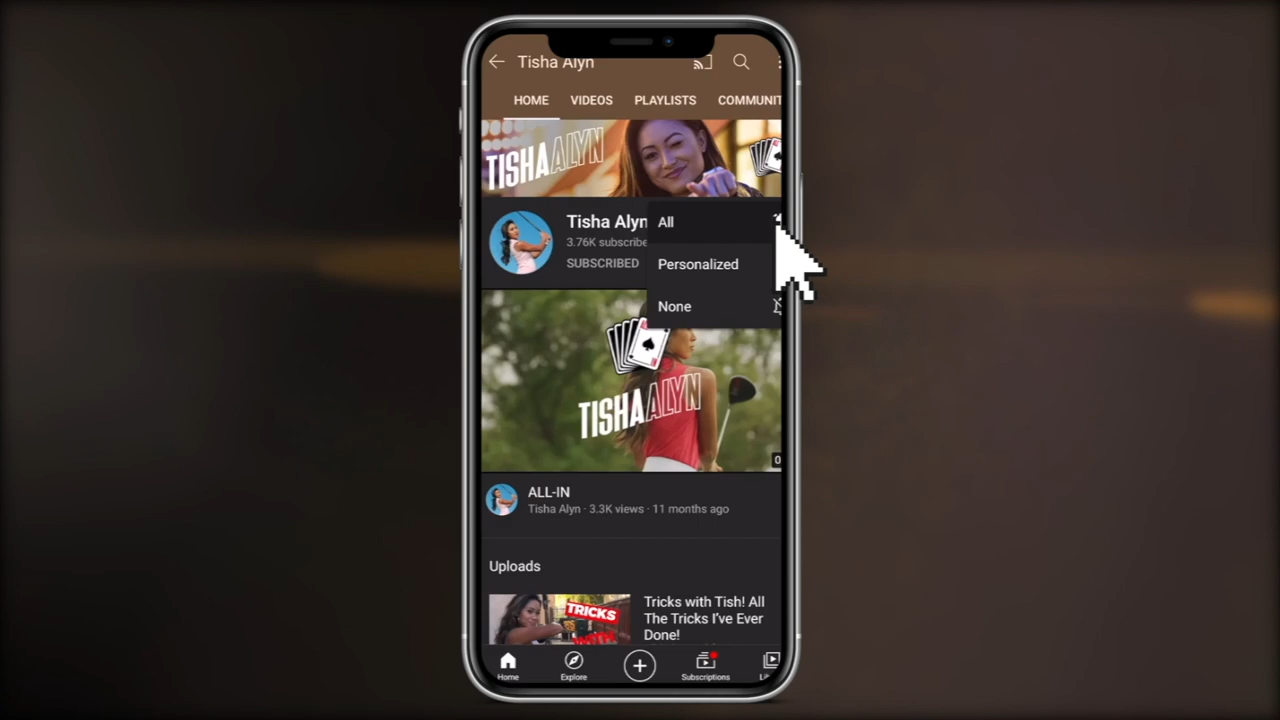 Tisha Alyn
HOME VIDEOS PLAYLISTS COMMUNIT
TISHAALYN
Tisha Alyn
3.76K subscribe
SUBSCRIBED
All
Personalized
None
TISHAALYN
0
ALL-IN
Tisha Alyn · 3.3K views · 11 months ago
Uploads
TRICKS
Tricks with Tish! All
The Tricks I've Ever
Done!
Home Explore Subscriptions Lib